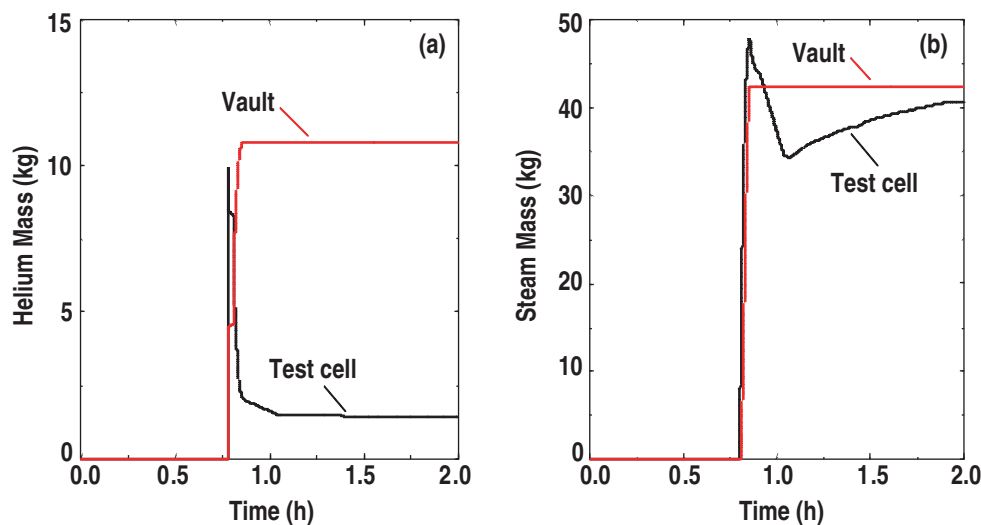 (a)
Helium Mass (kg)
15
10
5
0
Vault
Test cell
0.0 0.5 1.0 1.5 2.0
Time (h)
(b)
Steam Mass (kg)
50
40
30
20
10
0
Vault
Test cell
0.0 0.5 1.0 1.5 2.0
Time (h)